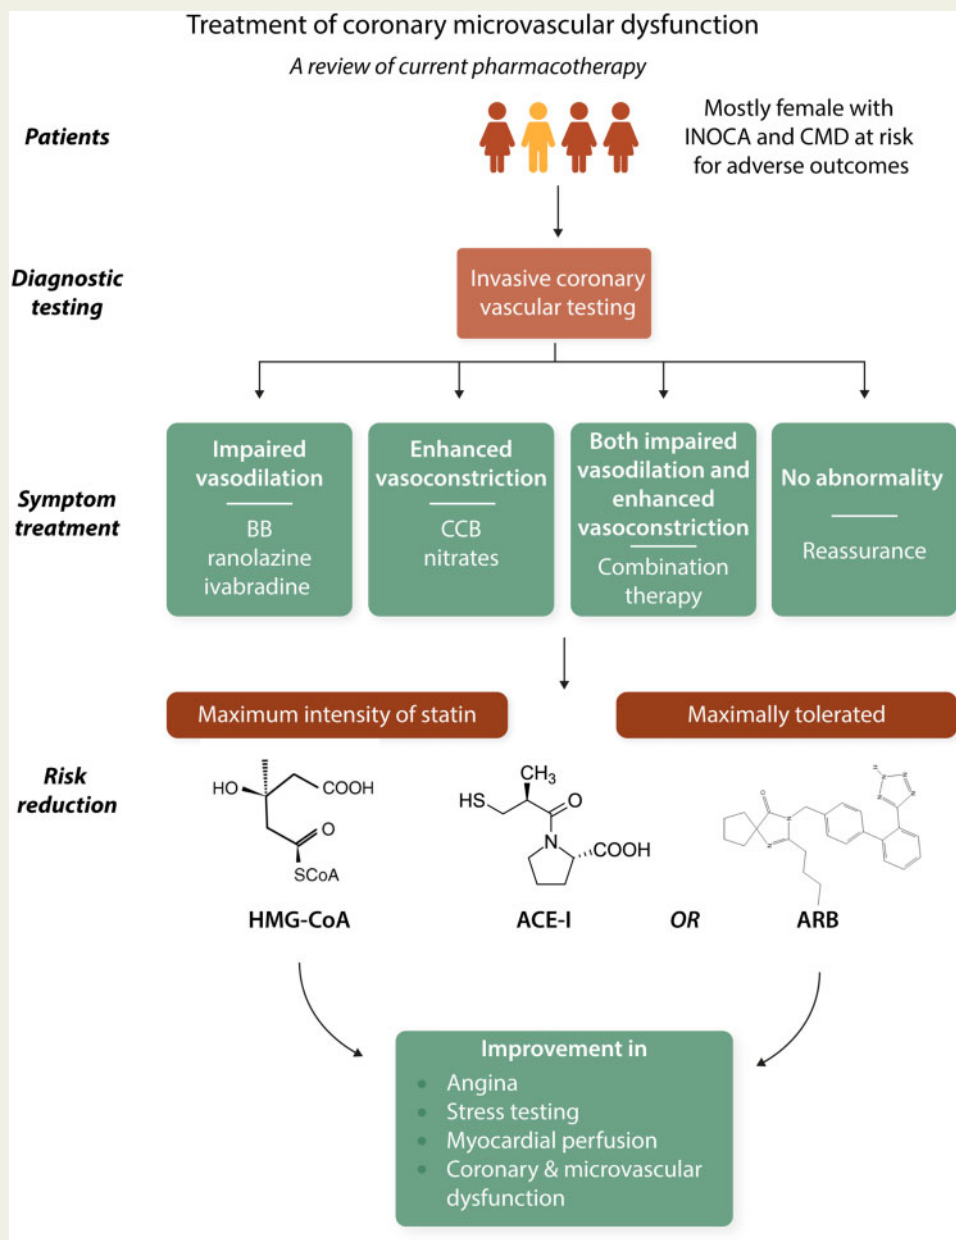 Treatment of coronary microvascular dysfunction
A review of current pharmacotherapy
Patients
Mostly female with
INOCA and CMD at risk
for adverse outcomes
Diagnostic
testing
Invasive coronary
vascular testing
Symptom
treatment
Impaired
vasodilation
BB
ranolazine
ivabradine
Enhanced
vasoconstriction
CCB
nitrates
Both impaired
vasodilation and
enhanced
vasoconstriction
Combination
therapy
No abnormality
Reassurance
Risk
reduction
Maximum intensity of statin
Maximally tolerated
HO
COOH
O
SCoA
HMG-CoA
CH3
HS
O
N
COOH
ACE-I
OR
O
N
N
H
N
N
N
N
ARB
Improvement in
• Angina
• Stress testing
• Myocardial perfusion
• Coronary & microvascular
dysfunction